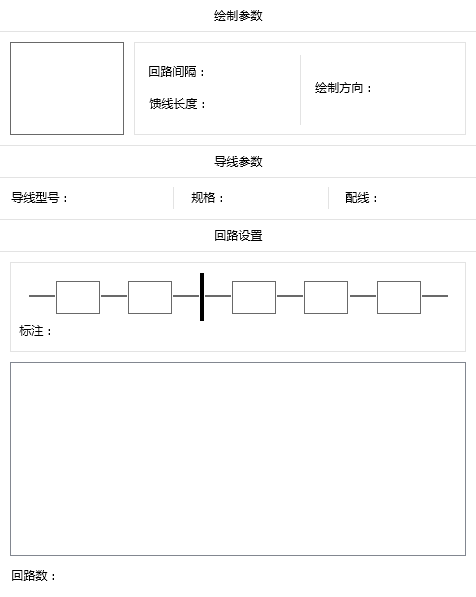 绘制参数
回路间隔：
馈线长度：
绘制方向：
导线参数
导线型号： 规格： 配线：
回路设置
标注：
回路数：